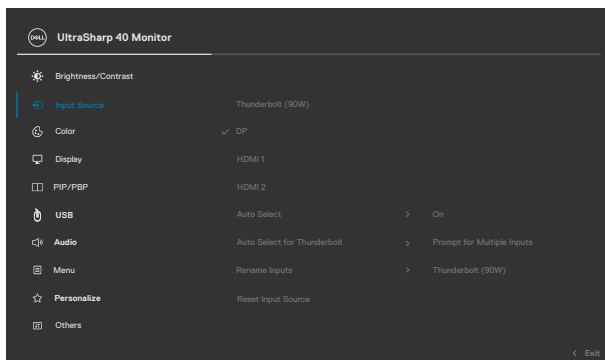 DELL UltraSharp 40 Monitor
Brightness/Contrast
Input Source Thunderbolt (90W)
Color ✓ DP
Display HDMI 1
PIP/PBP HDMI 2
USB Auto Select > On
Audio Auto Select for Thunderbolt > Prompt for Multiple Inputs
Menu Rename Inputs > Thunderbolt (90W)
Personalize Reset Input Source
Others
< Exit